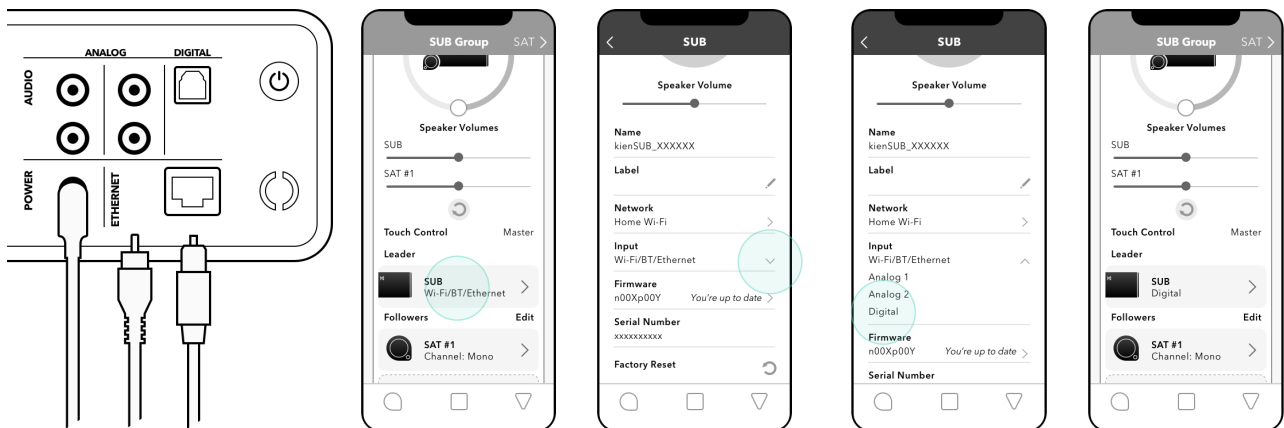 ANALOG
DIGITAL
AUDIO
POWER
ETHERNET
SUB Group
SAT
Speaker Volumes
SUB
SAT #1
Touch Control
Master
Leader
SUB
Wi-Fi/BT/Ethernet
Followers
Edit
SAT #1
Channel: Mono
SUB
Speaker Volume
Name
kienSUB_XXXXXX
Label
Network
Home Wi-Fi
Input
Wi-Fi/BT/Ethernet
Firmware
n00Xp00Y
You're up to date
Serial Number
xxxxxxxxxx
Factory Reset
SUB
Speaker Volume
Name
kienSUB_XXXXXX
Label
Network
Home Wi-Fi
Input
Wi-Fi/BT/Ethernet
Analog 1
Analog 2
Digital
Firmware
n00Xp00Y
You're up to date
Serial Number
SUB Group
SAT
Speaker Volumes
SUB
SAT #1
Touch Control
Master
Leader
SUB
Digital
Followers
Edit
SAT #1
Channel: Mono